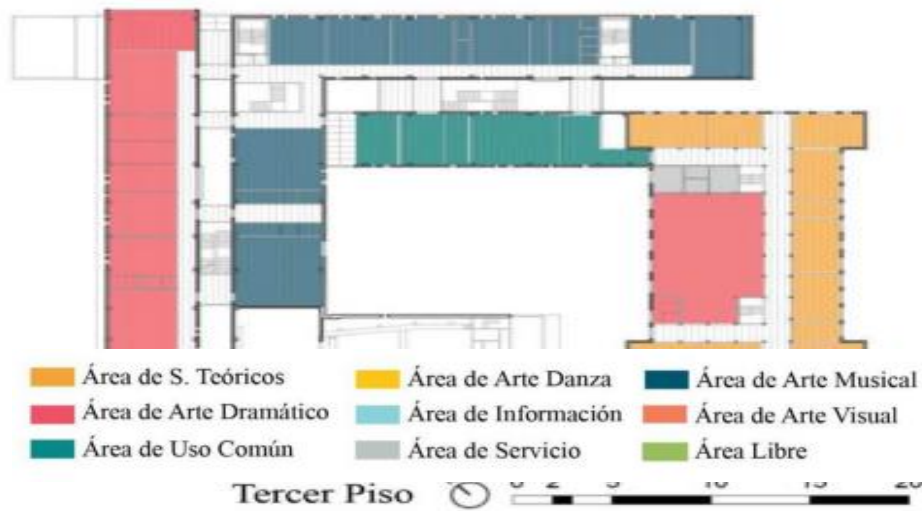 Área de S. Teóricos Área de Arte Danza Área de Arte Musical
Área de Arte Dramático Área de Información Área de Arte Visual
Área de Uso Común Área de Servicio Área Libre
Tercer Piso 0 2 5 10 15 20